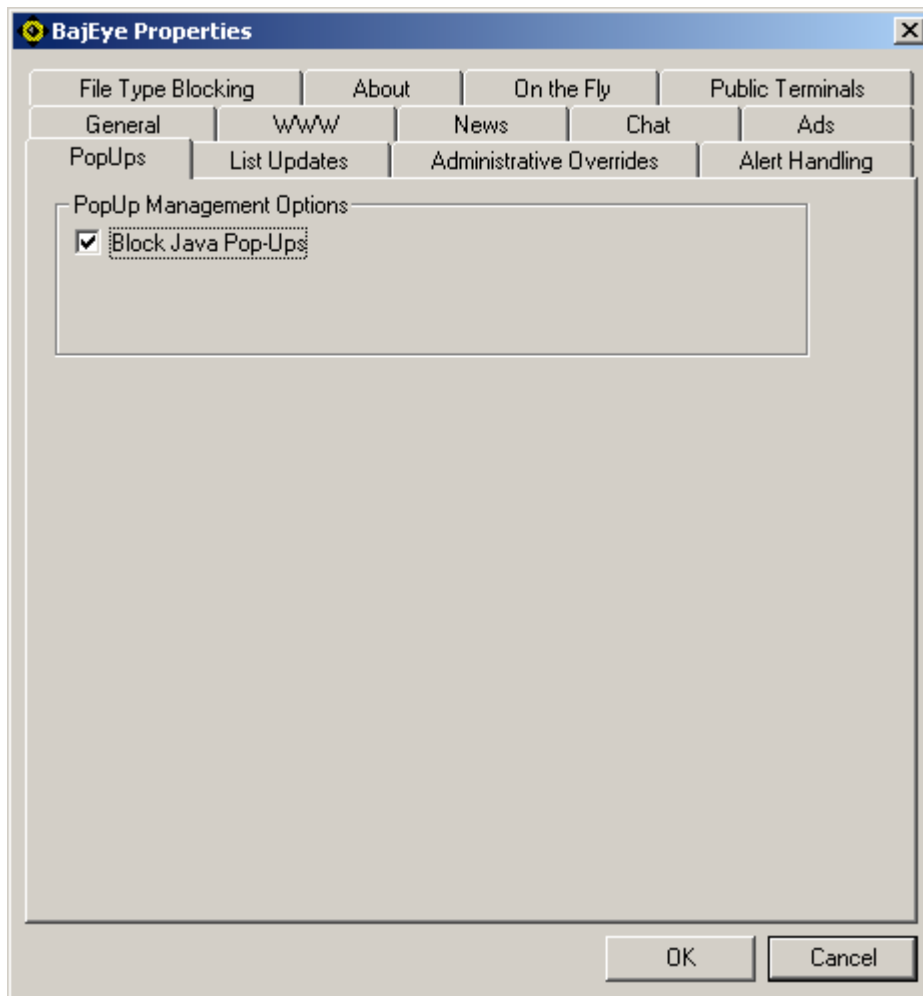 BajEye Properties
File Type Blocking About On the Fly Public Terminals
General WWW News Chat Ads
PopUps List Updates Administrative Overrides Alert Handling
PopUp Management Options
Block Java Pop-Ups
OK Cancel